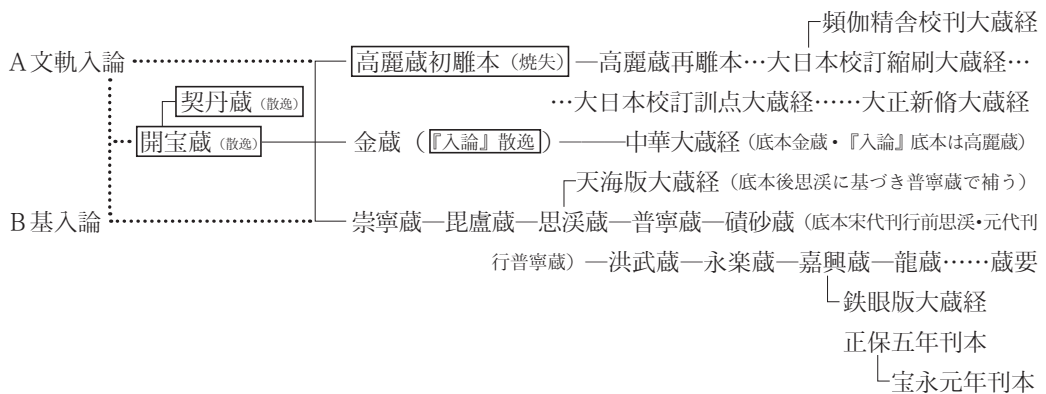 頻伽精舎校刊大蔵経
A文軌入論 高麗蔵初雕本（焼失）―高麗蔵再雕本…大日本校訂縮刷大蔵経…
契丹蔵（散逸） …大日本校訂訓点大蔵経……大正新脩大蔵経
開宝蔵（散逸） 金蔵（『入論』散逸）―――中華大蔵経（底本金蔵・『入論』底本は高麗蔵）
天海版大蔵経（底本後思渓に基づき普寧蔵で補う）
B基入論 崇寧蔵―毘盧蔵―思渓蔵―普寧蔵―磧砂蔵（底本宋代刊行前思渓・元代刊
行普寧蔵）―洪武蔵―永楽蔵―嘉興蔵―龍蔵……蔵要
鉄眼版大蔵経
正保五年刊本
宝永元年刊本